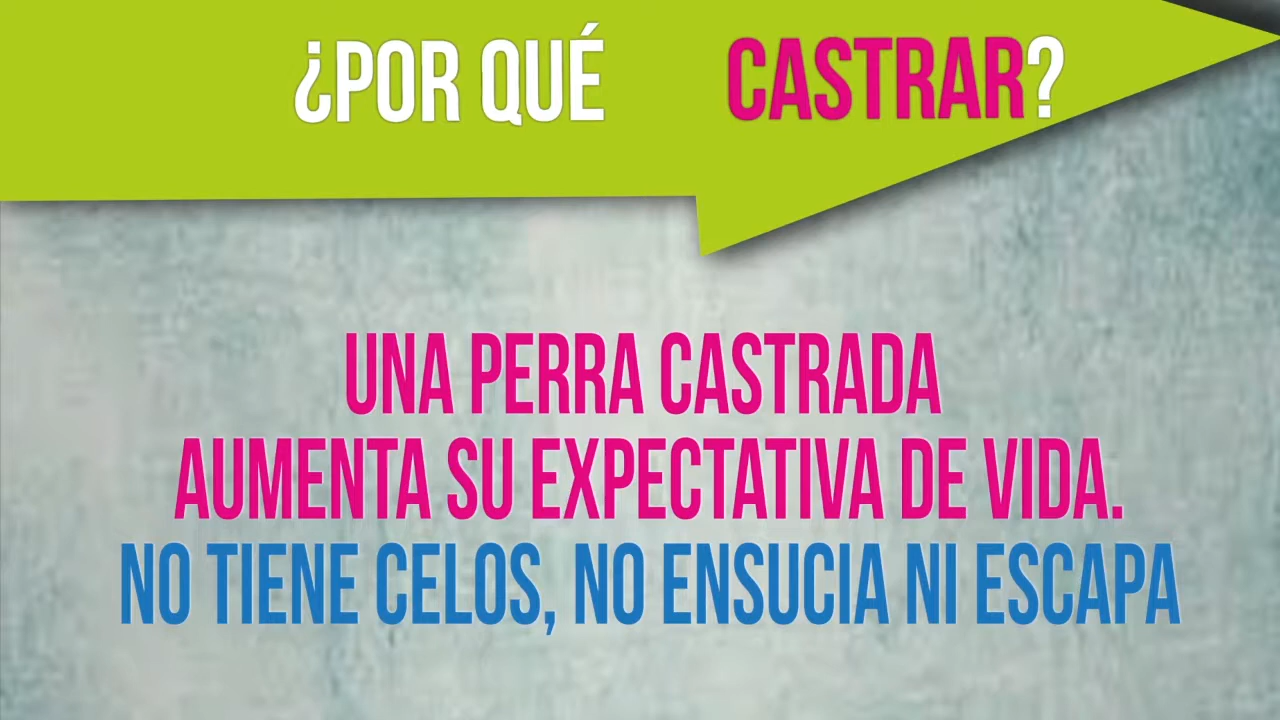 ¿POR QUÉ CASTRAR?
UNA PERRA CASTRADA
AUMENTA SU EXPECTATIVA DE VIDA.
NO TIENE CELOS, NO ENSUCIA NI ESCAPA